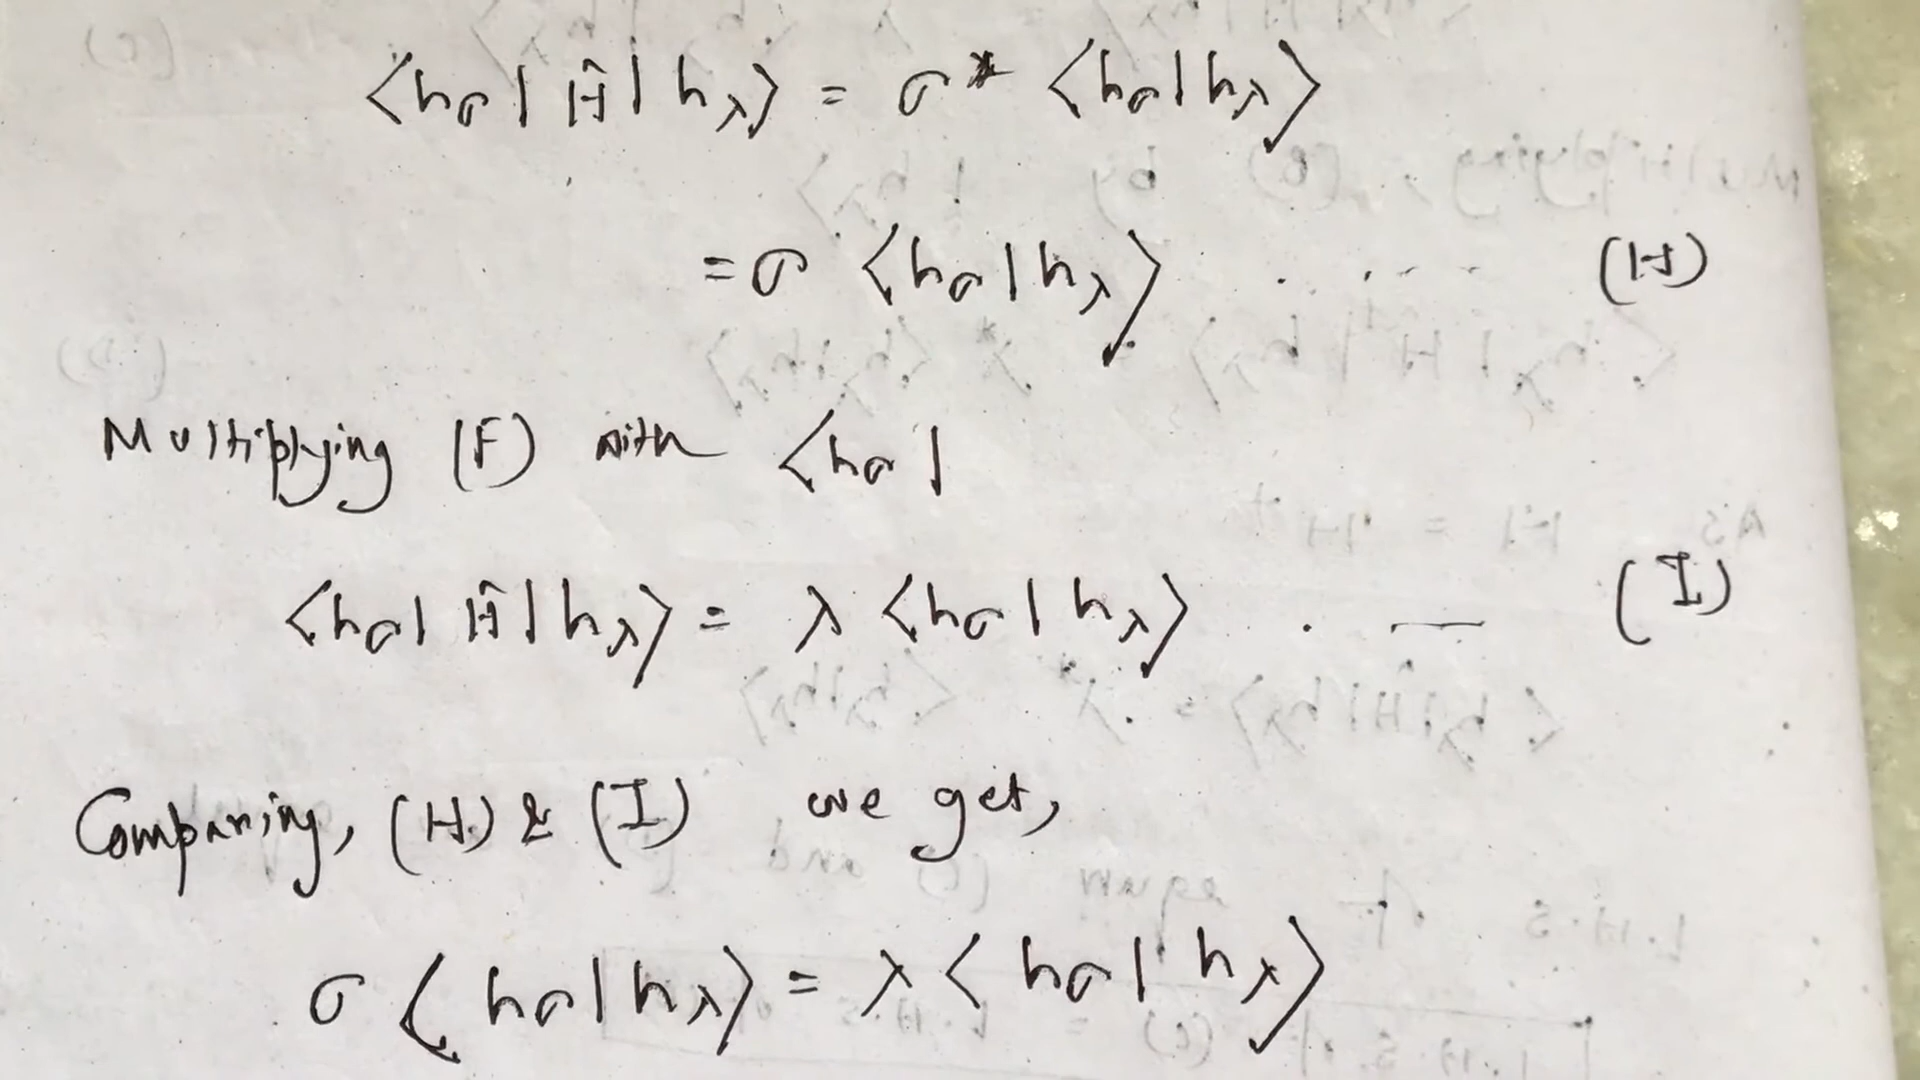 ⟨hσ| Ĥ | hλ⟩ = σ* ⟨hσ|hλ⟩
= σ ⟨hσ|hλ⟩ . . - - - (H)
Multiplying (F) with ⟨hσ|
⟨hσ| Ĥ | hλ⟩ = λ ⟨hσ|hλ⟩ . — (I)
Comparing, (H) & (I) we get,
σ ⟨hσ|hλ⟩ = λ ⟨hσ|hλ⟩